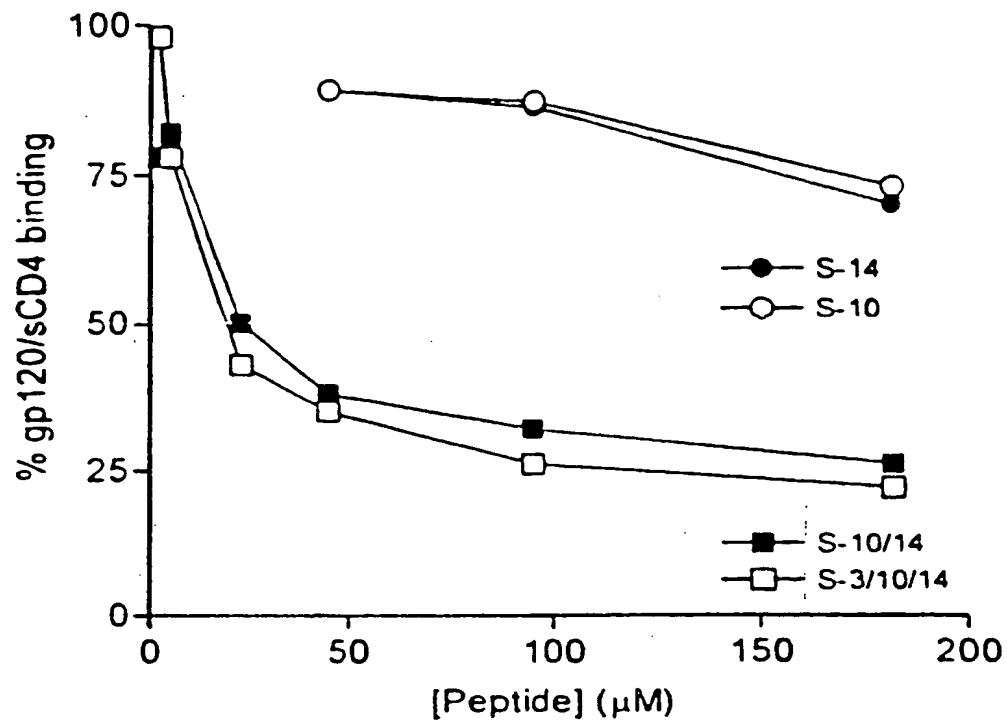 100
75
50
25
0
% gp120/sCD4 binding
S-14
S-10
S-10/14
S-3/10/14
0 50 100 150 200
[Peptide] (μM)